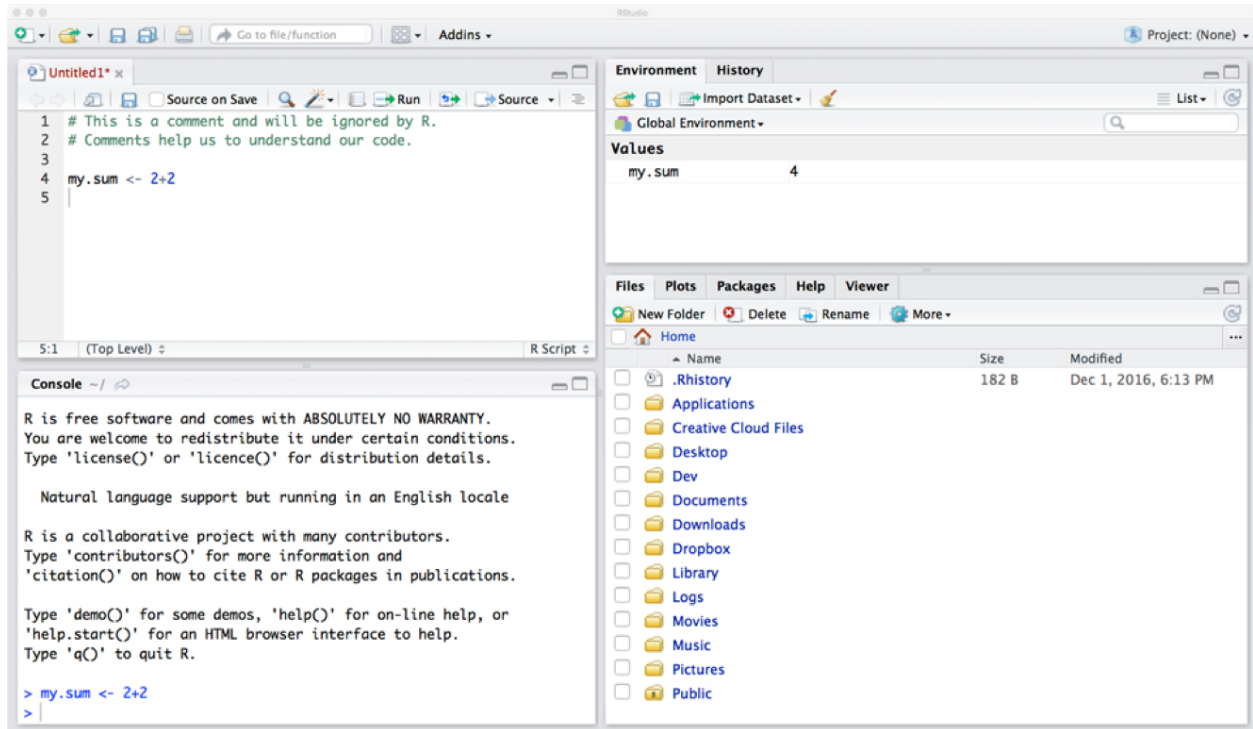 RStudio
Go to file/function Addins Project: (None)
Untitled1*
Source on Save Run Source
1 # This is a comment and will be ignored by R.
2 # Comments help us to understand our code.
3
4 my.sum <- 2+2
5
5:1 (Top Level) R Script
Console ~/
R is free software and comes with ABSOLUTELY NO WARRANTY.
You are welcome to redistribute it under certain conditions.
Type 'license()' or 'licence()' for distribution details.
Natural language support but running in an English locale
R is a collaborative project with many contributors.
Type 'contributors()' for more information and
'citation()' on how to cite R or R packages in publications.
Type 'demo()' for some demos, 'help()' for on-line help, or
'help.start()' for an HTML browser interface to help.
Type 'q()' to quit R.
> my.sum <- 2+2
>
Environment History
Import Dataset List
Global Environment
Values
my.sum 4
Files Plots Packages Help Viewer
New Folder Delete Rename More
Home ...
Name Size Modified
.Rhistory 182 B Dec 1, 2016, 6:13 PM
Applications
Creative Cloud Files
Desktop
Dev
Documents
Downloads
Dropbox
Library
Logs
Movies
Music
Pictures
Public